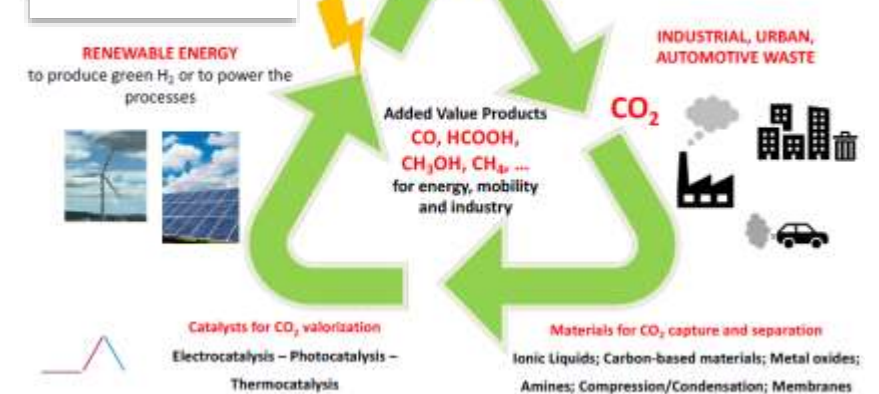 RENEWABLE ENERGY
to produce green H₂ or to power the
processes
INDUSTRIAL, URBAN,
AUTOMOTIVE WASTE
CO₂
Added Value Products
CO, HCOOH,
CH₃OH, CH₄, ...
for energy, mobility
and industry
Catalysts for CO₂ valorization
Electrocatalysis – Photocatalysis –
Thermocatalysis
Materials for CO₂ capture and separation
Ionic Liquids; Carbon-based materials; Metal oxides;
Amines; Compression/Condensation; Membranes